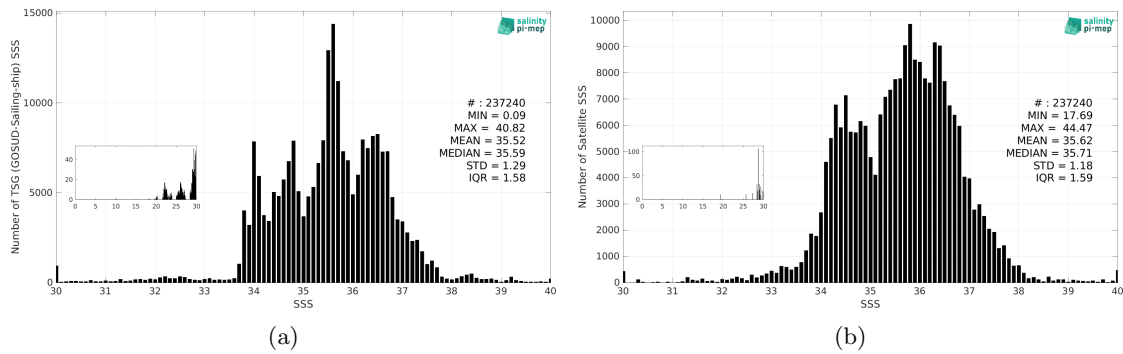 15000
10000
5000
0
30 31 32 33 34 35 36 37 38 39 40
SSS
Number of TSG (GOSUD-Sailing-ship) SSS
salinity
pi-mep
# : 237240
MIN = 0.09
MAX = 40.82
MEAN = 35.52
MEDIAN = 35.59
STD = 1.29
IQR = 1.58
40
20
0
0 5 10 15 20 25 30
(a)
10000
9000
8000
7000
6000
5000
4000
3000
2000
1000
0
30 31 32 33 34 35 36 37 38 39 40
SSS
Number of Satellite SSS
salinity
pi-mep
# : 237240
MIN = 17.69
MAX = 44.47
MEAN = 35.62
MEDIAN = 35.71
STD = 1.18
IQR = 1.59
100
50
0
0 5 10 15 20 25 30
(b)